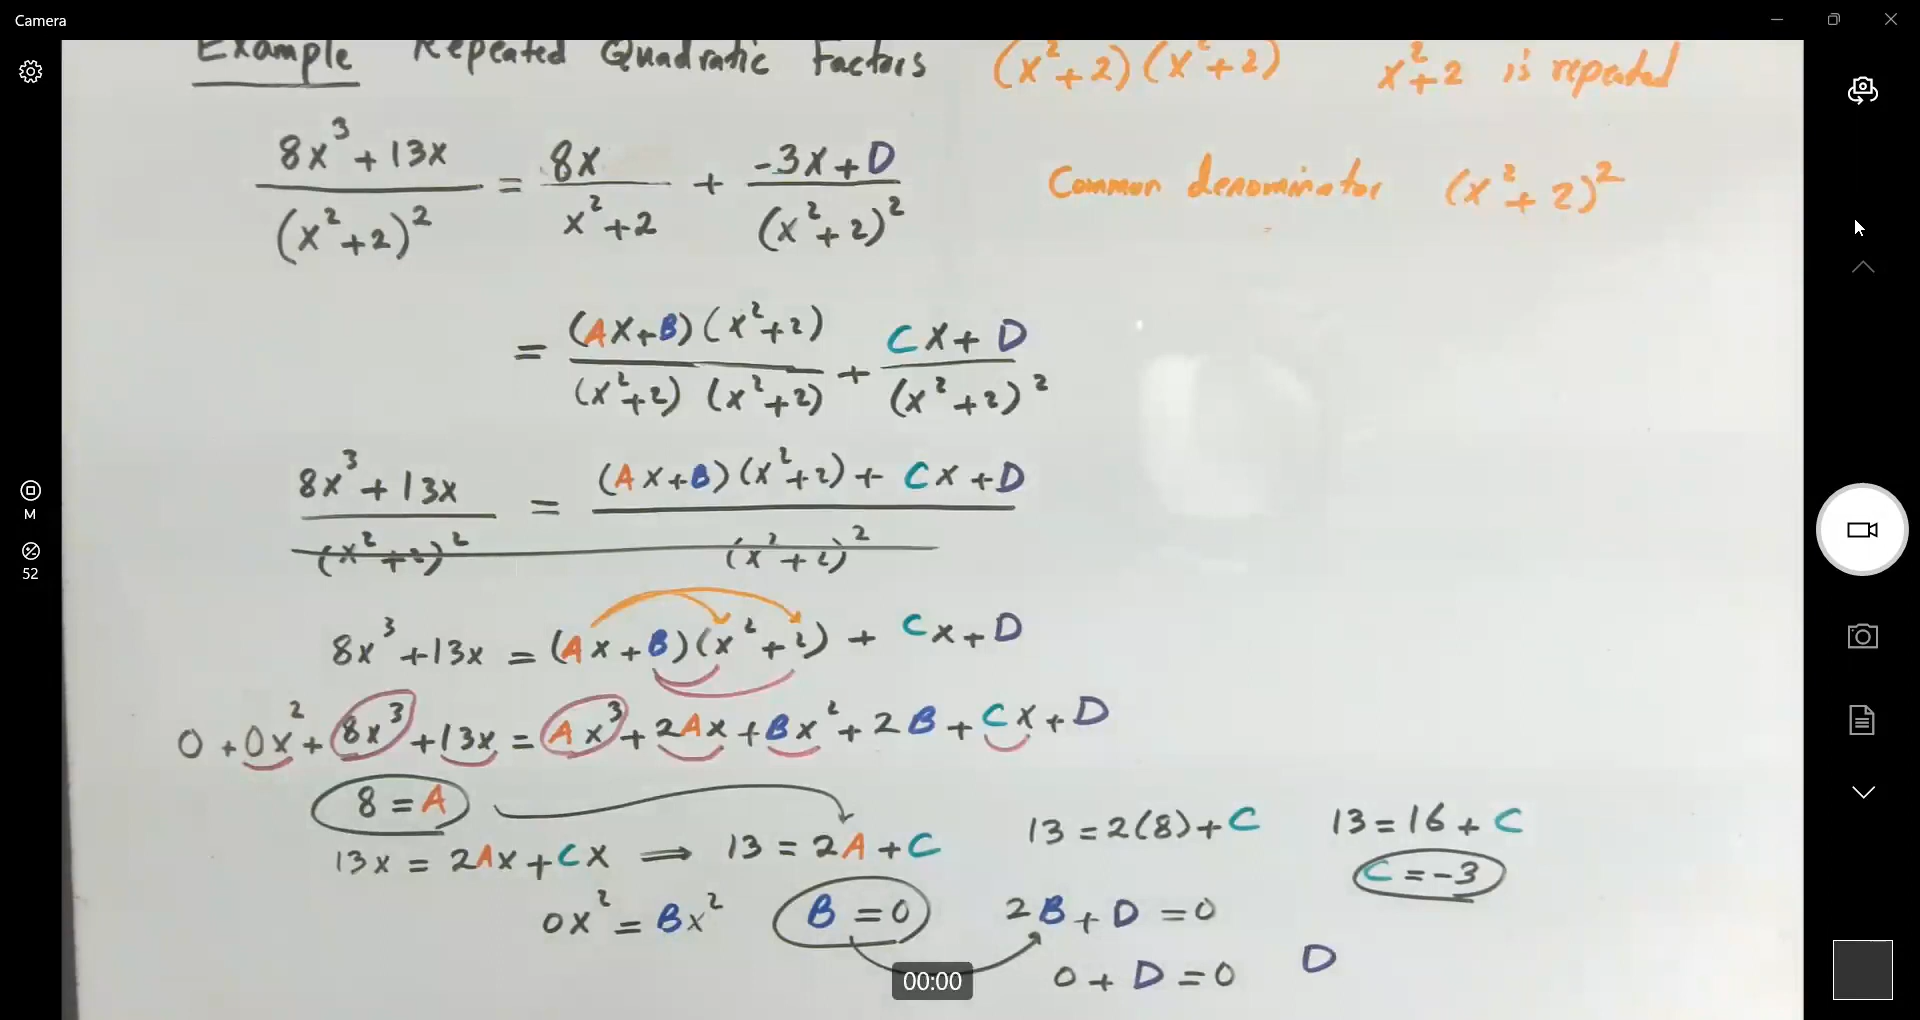 Camera
Example Repeated Quadratic Factors (x²+2)(x²+2) x²+2 is repeated
(8x³+13x)/(x²+2)² = 8x/(x²+2) + (-3x+D)/(x²+2)² Common denominator (x²+2)²
= (Ax+B)(x²+2)/(x²+2)(x²+2) + (Cx+D)/(x²+2)²
(8x³+13x)/(x²+2)² = ((Ax+B)(x²+2)+Cx+D)/(x²+2)²
8x³+13x = (Ax+B)(x²+2) + Cx+D
0+0x²+8x³+13x = Ax³+2Ax+Bx²+2B+Cx+D
8=A
13x = 2Ax+Cx ⟹ 13 = 2A+C 13=2(8)+C 13=16+C
C=-3
0x²=Bx² B=0 2B+D=0
0+D=0 D
M
52
00:00